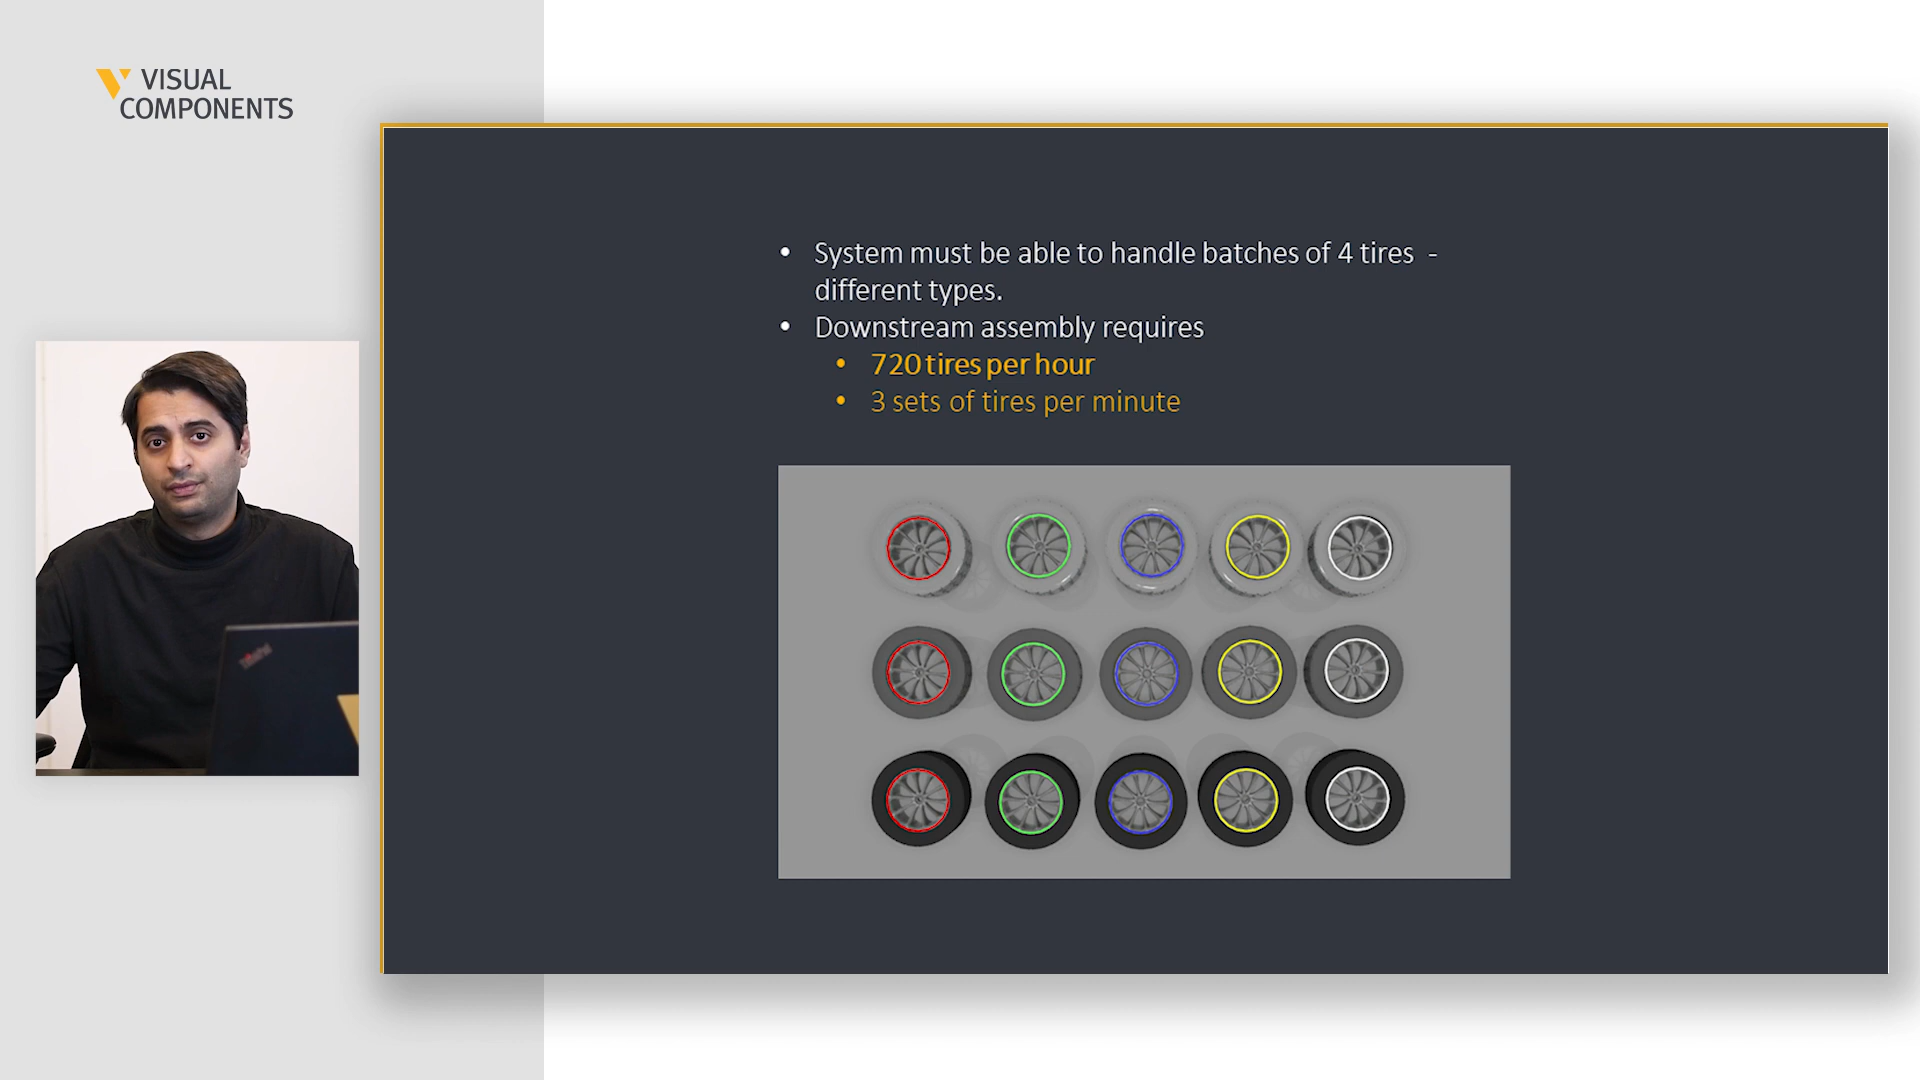 VISUAL
COMPONENTS
• System must be able to handle batches of 4 tires -
different types.
• Downstream assembly requires
• 720 tires per hour
• 3 sets of tires per minute
ThinkPad